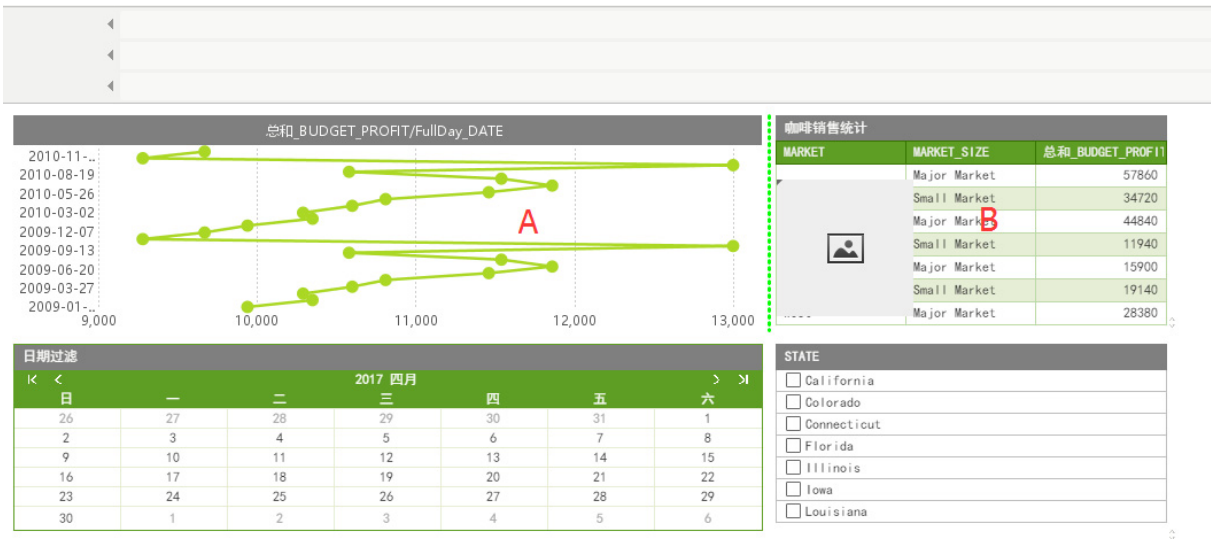 总和_BUDGET_PROFIT/FullDay_DATE
2010-11-..
2010-08-19
2010-05-26
2010-03-02
2009-12-07
2009-09-13
2009-06-20
2009-03-27
2009-01-..
9,000 10,000 11,000 12,000 13,000
A
咖啡销售统计
MARKET MARKET_SIZE 总和_BUDGET_PROFIT
Major Market 57860
Small Market 34720
Major Market 44840
Small Market 11940
Major Market 15900
Small Market 19140
Major Market 28380
B
日期过滤
2017 四月
日 一 二 三 四 五 六
26 27 28 29 30 31 1
2 3 4 5 6 7 8
9 10 11 12 13 14 15
16 17 18 19 20 21 22
23 24 25 26 27 28 29
30 1 2 3 4 5 6
STATE
California
Colorado
Connecticut
Florida
Illinois
Iowa
Louisiana